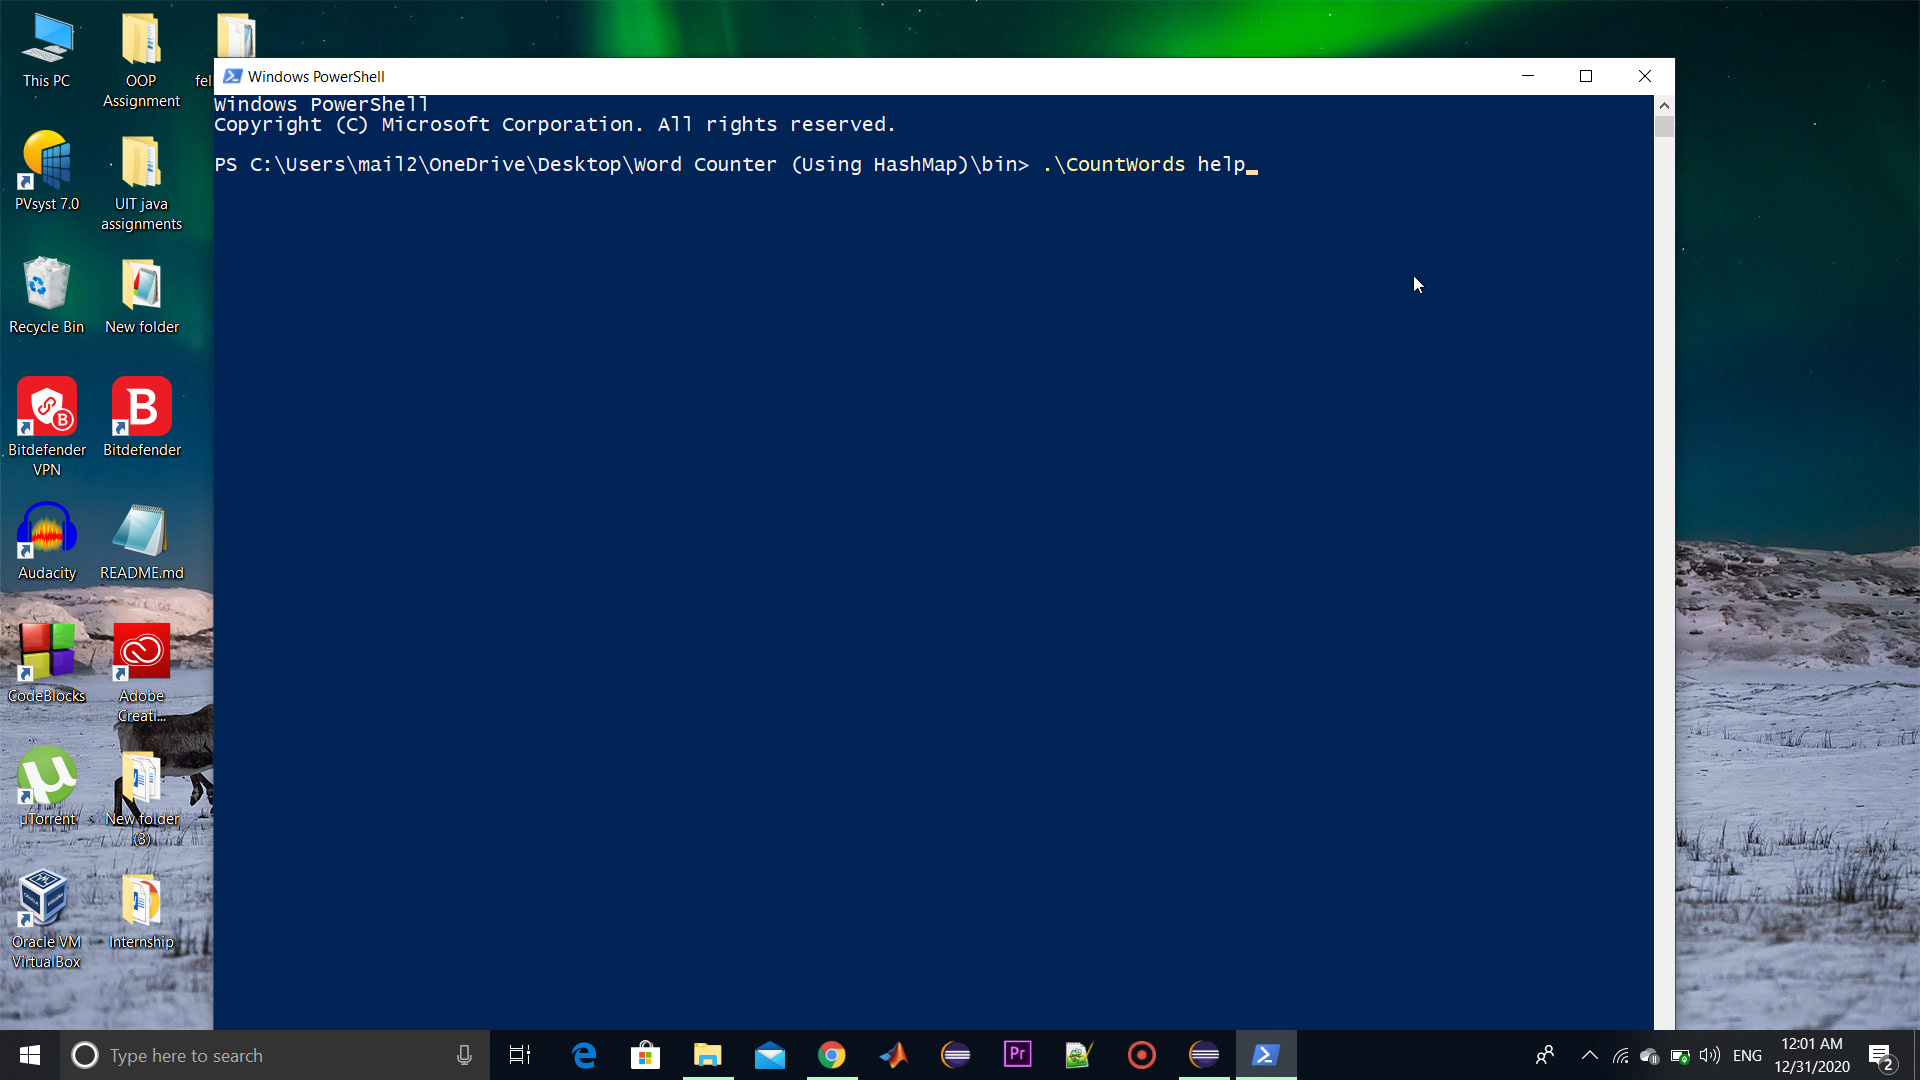 This PC
OOP
Assignment
fel
PVsyst 7.0
UIT java
assignments
Recycle Bin
New folder
Bitdefender
VPN
Bitdefender
Audacity
README.md
CodeBlocks
Adobe
Creati...
µTorrent
New folder
(3)
Oracle VM
VirtualBox
Internship
Windows PowerShell
Windows PowerShell
Copyright (C) Microsoft Corporation. All rights reserved.
PS C:\Users\mail2\OneDrive\Desktop\Word Counter (Using HashMap)\bin> .\CountWords help_
Type here to search
Pr
ENG
12:01 AM
12/31/2020
2